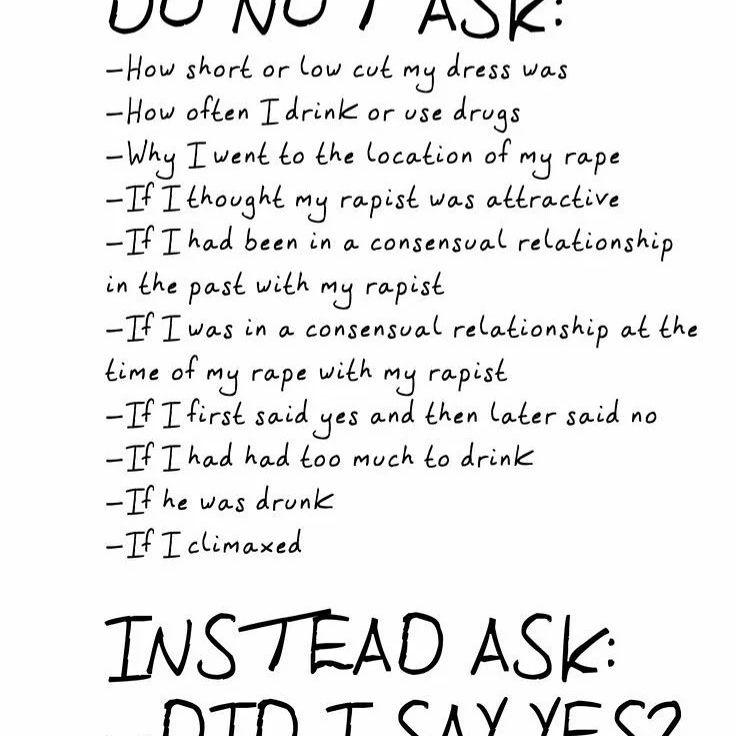 DO NOT ASK:
-How short or low cut my dress was
-How often I drink or use drugs
-Why I went to the location of my rape
-If I thought my rapist was attractive
-If I had been in a consensual relationship
in the past with my rapist
-If I was in a consensual relationship at the
time of my rape with my rapist
-If I first said yes and then later said no
-If I had had too much to drink
-If he was drunk
-If I climaxed
INSTEAD ASK:
-DID I SAY YES?